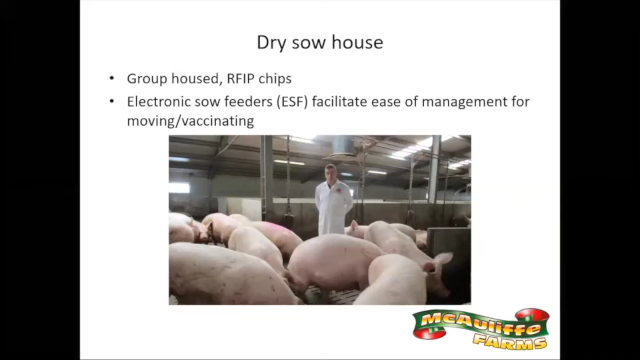 Dry sow house
• Group housed, RFIP chips
• Electronic sow feeders (ESF) facilitate ease of management for
moving/vaccinating
McAuliffe
FARMS